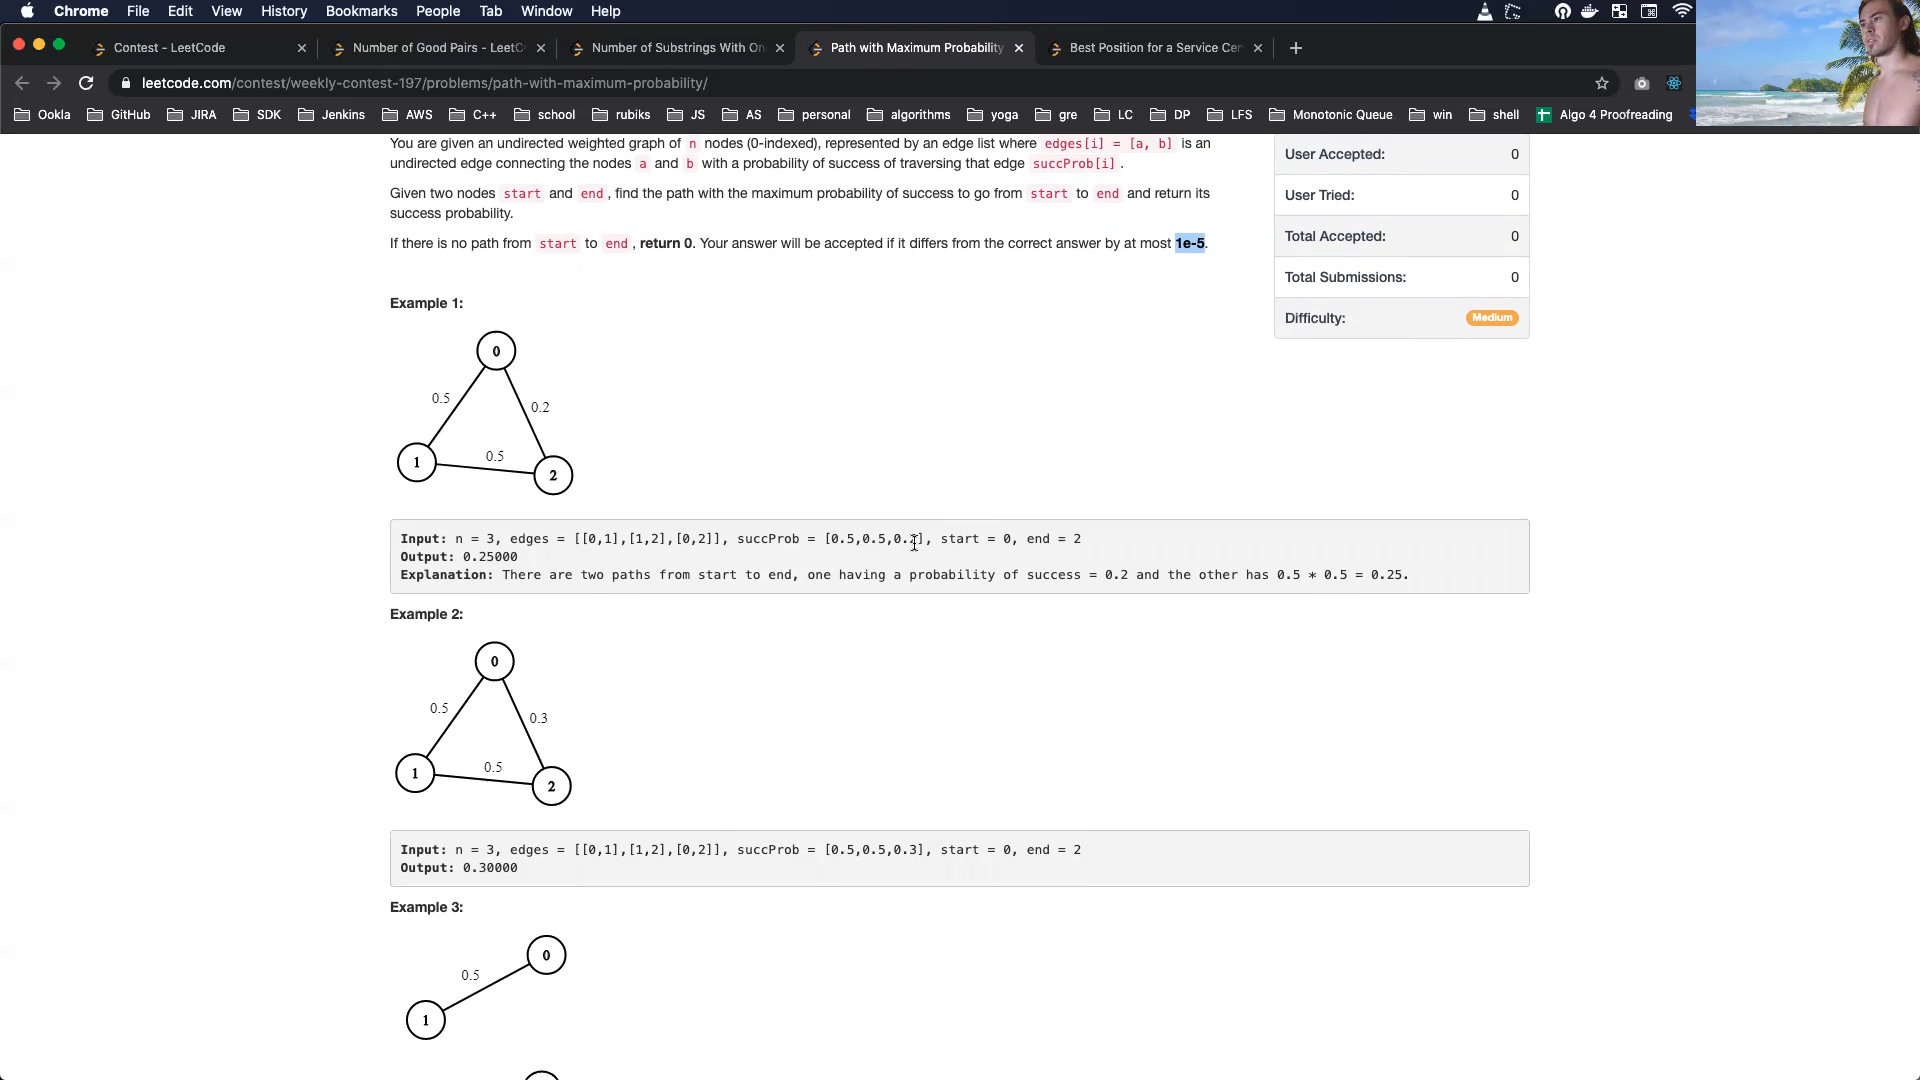 Chrome File Edit View History Bookmarks People Tab Window Help
Contest - LeetCode
Number of Good Pairs - LeetC
Number of Substrings With On
Path with Maximum Probability
Best Position for a Service Cer
leetcode.com/contest/weekly-contest-197/problems/path-with-maximum-probability/
Ookla GitHub JIRA SDK Jenkins AWS C++ school rubiks JS AS personal algorithms yoga gre LC DP LFS Monotonic Queue win shell Algo 4 Proofreading
You are given an undirected weighted graph of n nodes (0-indexed), represented by an edge list where edges[i] = [a, b] is an
undirected edge connecting the nodes a and b with a probability of success of traversing that edge succProb[i] .
Given two nodes start and end , find the path with the maximum probability of success to go from start to end and return its
success probability.
If there is no path from start to end , return 0. Your answer will be accepted if it differs from the correct answer by at most 1e-5.
User Accepted: 0
User Tried: 0
Total Accepted: 0
Total Submissions: 0
Difficulty: Medium
Example 1:
0
0.5
0.2
1
0.5
2
Input: n = 3, edges = [[0,1],[1,2],[0,2]], succProb = [0.5,0.5,0.2], start = 0, end = 2
Output: 0.25000
Explanation: There are two paths from start to end, one having a probability of success = 0.2 and the other has 0.5 * 0.5 = 0.25.
Example 2:
0
0.5
0.3
1
0.5
2
Input: n = 3, edges = [[0,1],[1,2],[0,2]], succProb = [0.5,0.5,0.3], start = 0, end = 2
Output: 0.30000
Example 3:
0
0.5
1